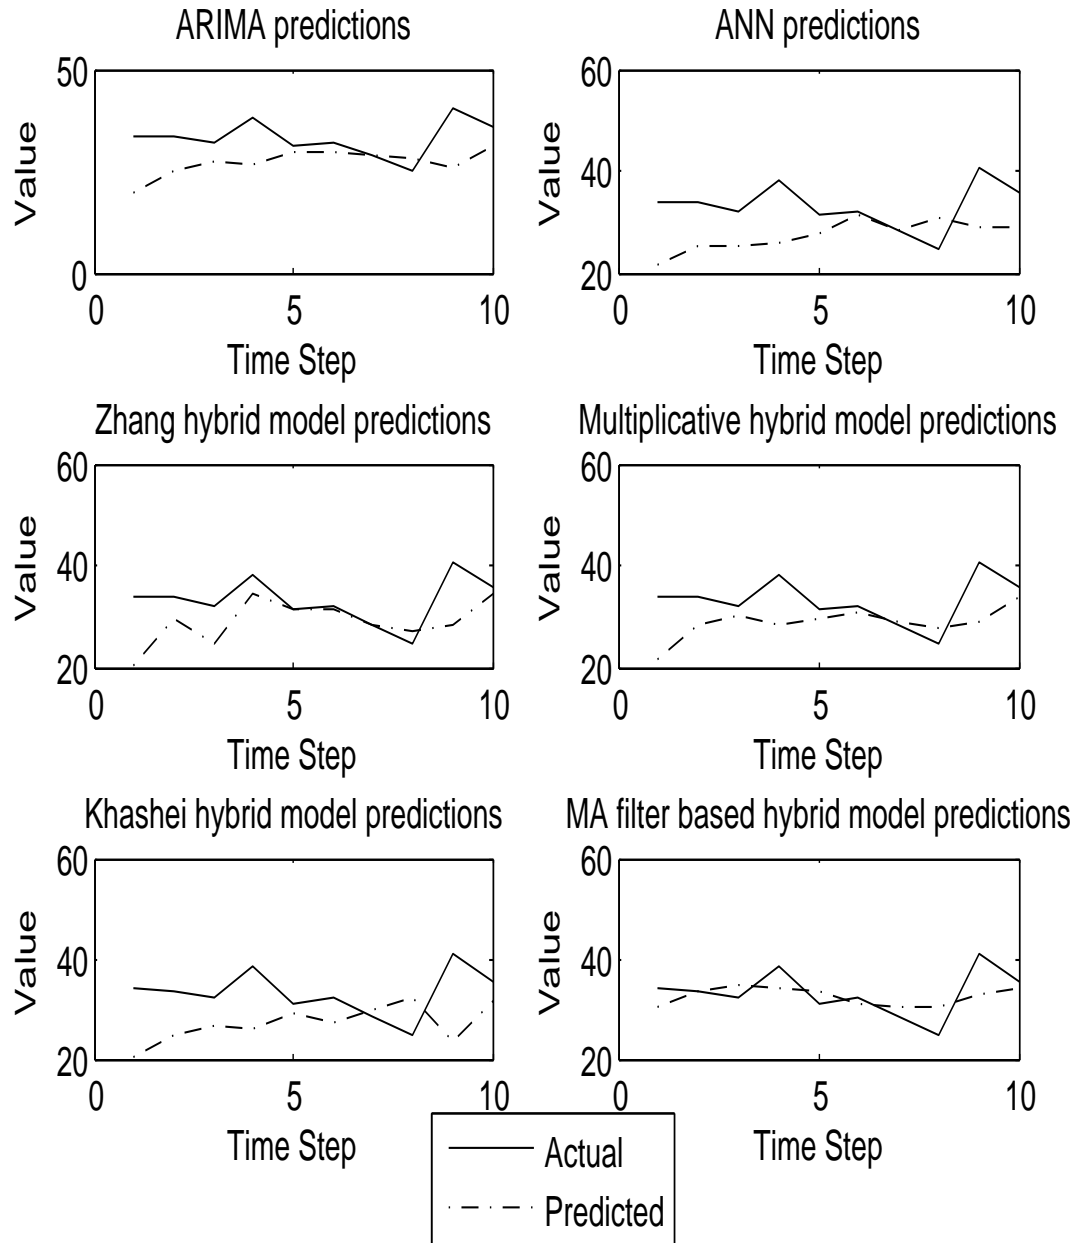 ARIMA predictions
Value
50
0
0
5
10
Time Step
ANN predictions
Value
60
40
20
0
5
10
Time Step
Zhang hybrid model predictions
Value
60
40
20
0
5
10
Time Step
Multiplicative hybrid model predictions
Value
60
40
20
0
5
10
Time Step
Khashei hybrid model predictions
Value
60
40
20
0
5
10
Time Step
MA filter based hybrid model predictions
Value
60
40
20
0
5
10
Time Step
Actual
Predicted